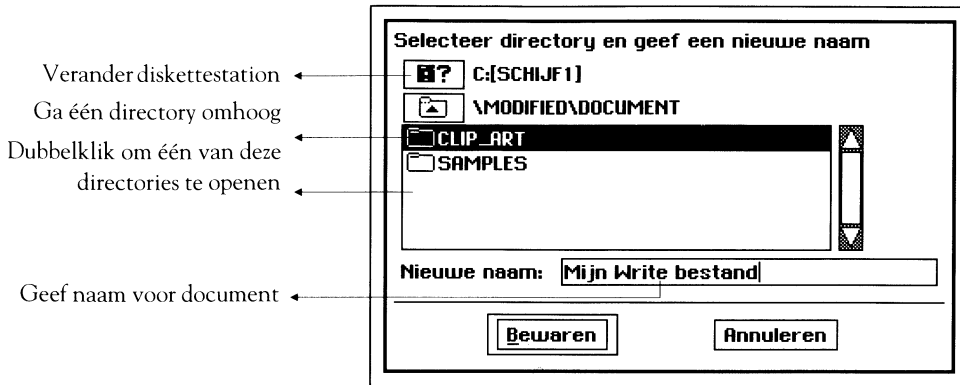 Selecteer directory en geef een nieuwe naam
Verander diskettestation
?
C:[SCHIJF1]
Ga één directory omhoog
\MODIFIED\DOCUMENT
CLIP_ART
Dubbelklik om één van deze
directories te openen
SAMPLES
Nieuwe naam:
Mijn Write bestand
Geef naam voor document
Bewaren
Annuleren